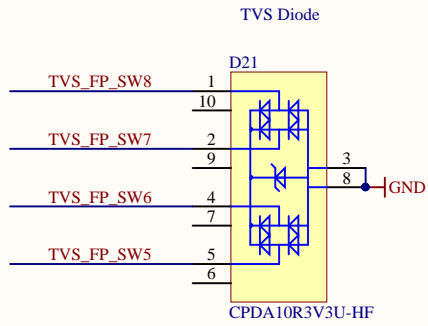 TVS Diode
D21
TVS_FP_SW8 1
10
TVS_FP_SW7 2
9
3
8 GND
TVS_FP_SW6 4
7
TVS_FP_SW5 5
6
CPDA10R3V3U-HF